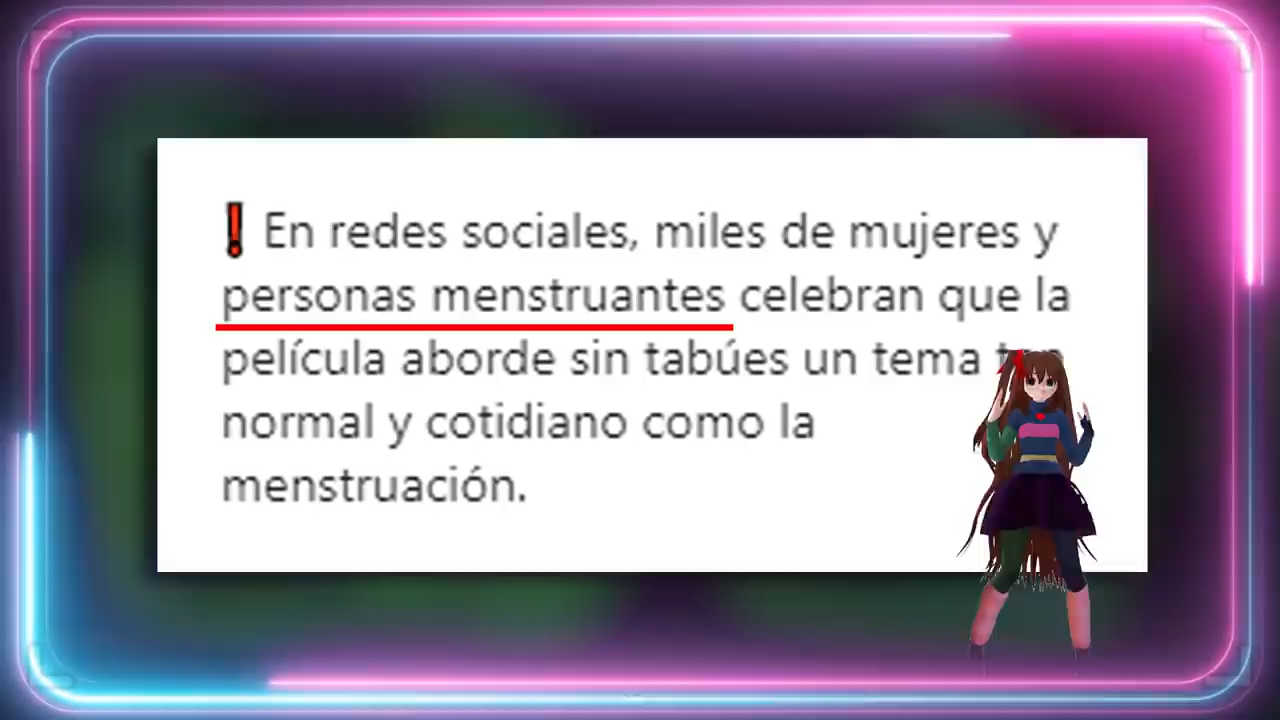 ❗ En redes sociales, miles de mujeres y
personas menstruantes celebran que la
película aborde sin tabúes un tema
normal y cotidiano como la
menstruación.